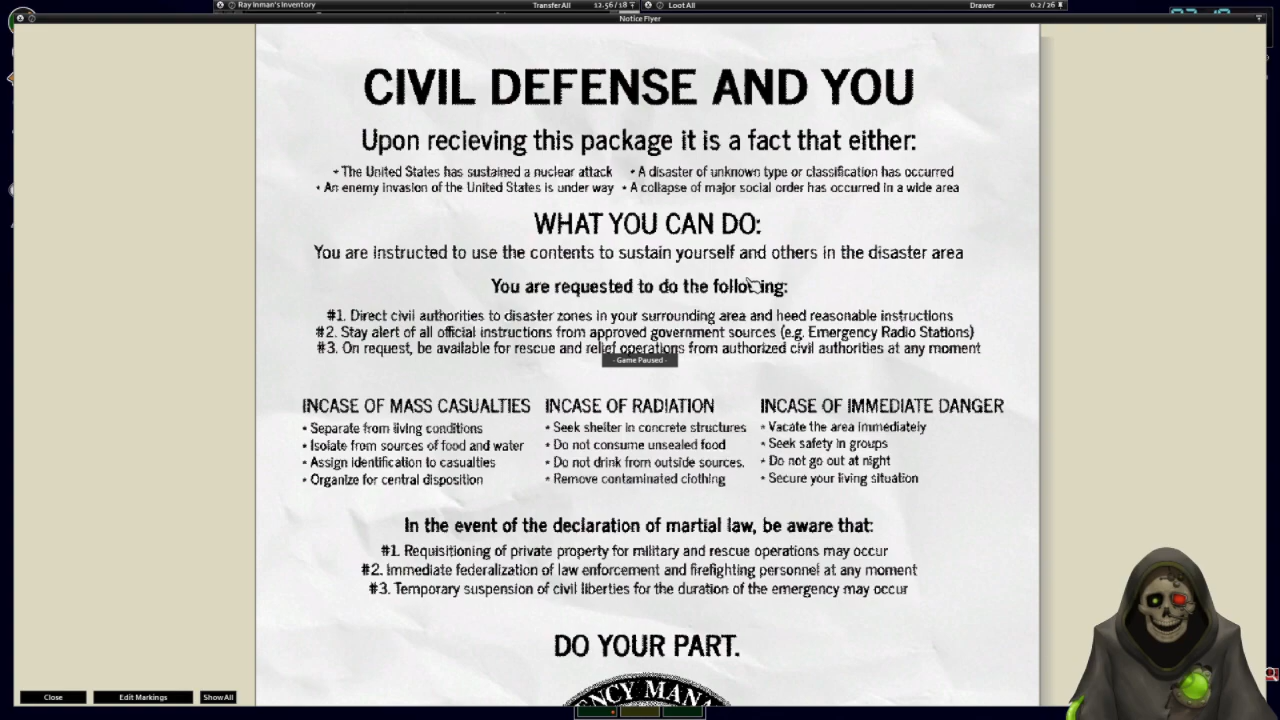 Ray Inman's Inventory Transfer All 12.56 / 18 Loot All Drawer 0.2 / 26
Notice Flyer
CIVIL DEFENSE AND YOU
Upon recieving this package it is a fact that either:
• The United States has sustained a nuclear attack • A disaster of unknown type or classification has occurred
• An enemy invasion of the United States is under way • A collapse of major social order has occurred in a wide area
WHAT YOU CAN DO:
You are instructed to use the contents to sustain yourself and others in the disaster area
You are requested to do the following:
#1. Direct civil authorities to disaster zones in your surrounding area and heed reasonable instructions
#2. Stay alert of all official instructions from approved government sources (e.g. Emergency Radio Stations)
#3. On request, be available for rescue and relief operations from authorized civil authorities at any moment
- Game Paused -
INCASE OF MASS CASUALTIES
• Separate from living conditions
• Isolate from sources of food and water
• Assign identification to casualties
• Organize for central disposition
INCASE OF RADIATION
• Seek shelter in concrete structures
• Do not consume unsealed food
• Do not drink from outside sources.
• Remove contaminated clothing
INCASE OF IMMEDIATE DANGER
• Vacate the area immediately
• Seek safety in groups
• Do not go out at night
• Secure your living situation
In the event of the declaration of martial law, be aware that:
#1. Requisitioning of private property for military and rescue operations may occur
#2. Immediate federalization of law enforcement and firefighting personnel at any moment
#3. Temporary suspension of civil liberties for the duration of the emergency may occur
DO YOUR PART.
ENCY MANA
Close Edit Markings Show All